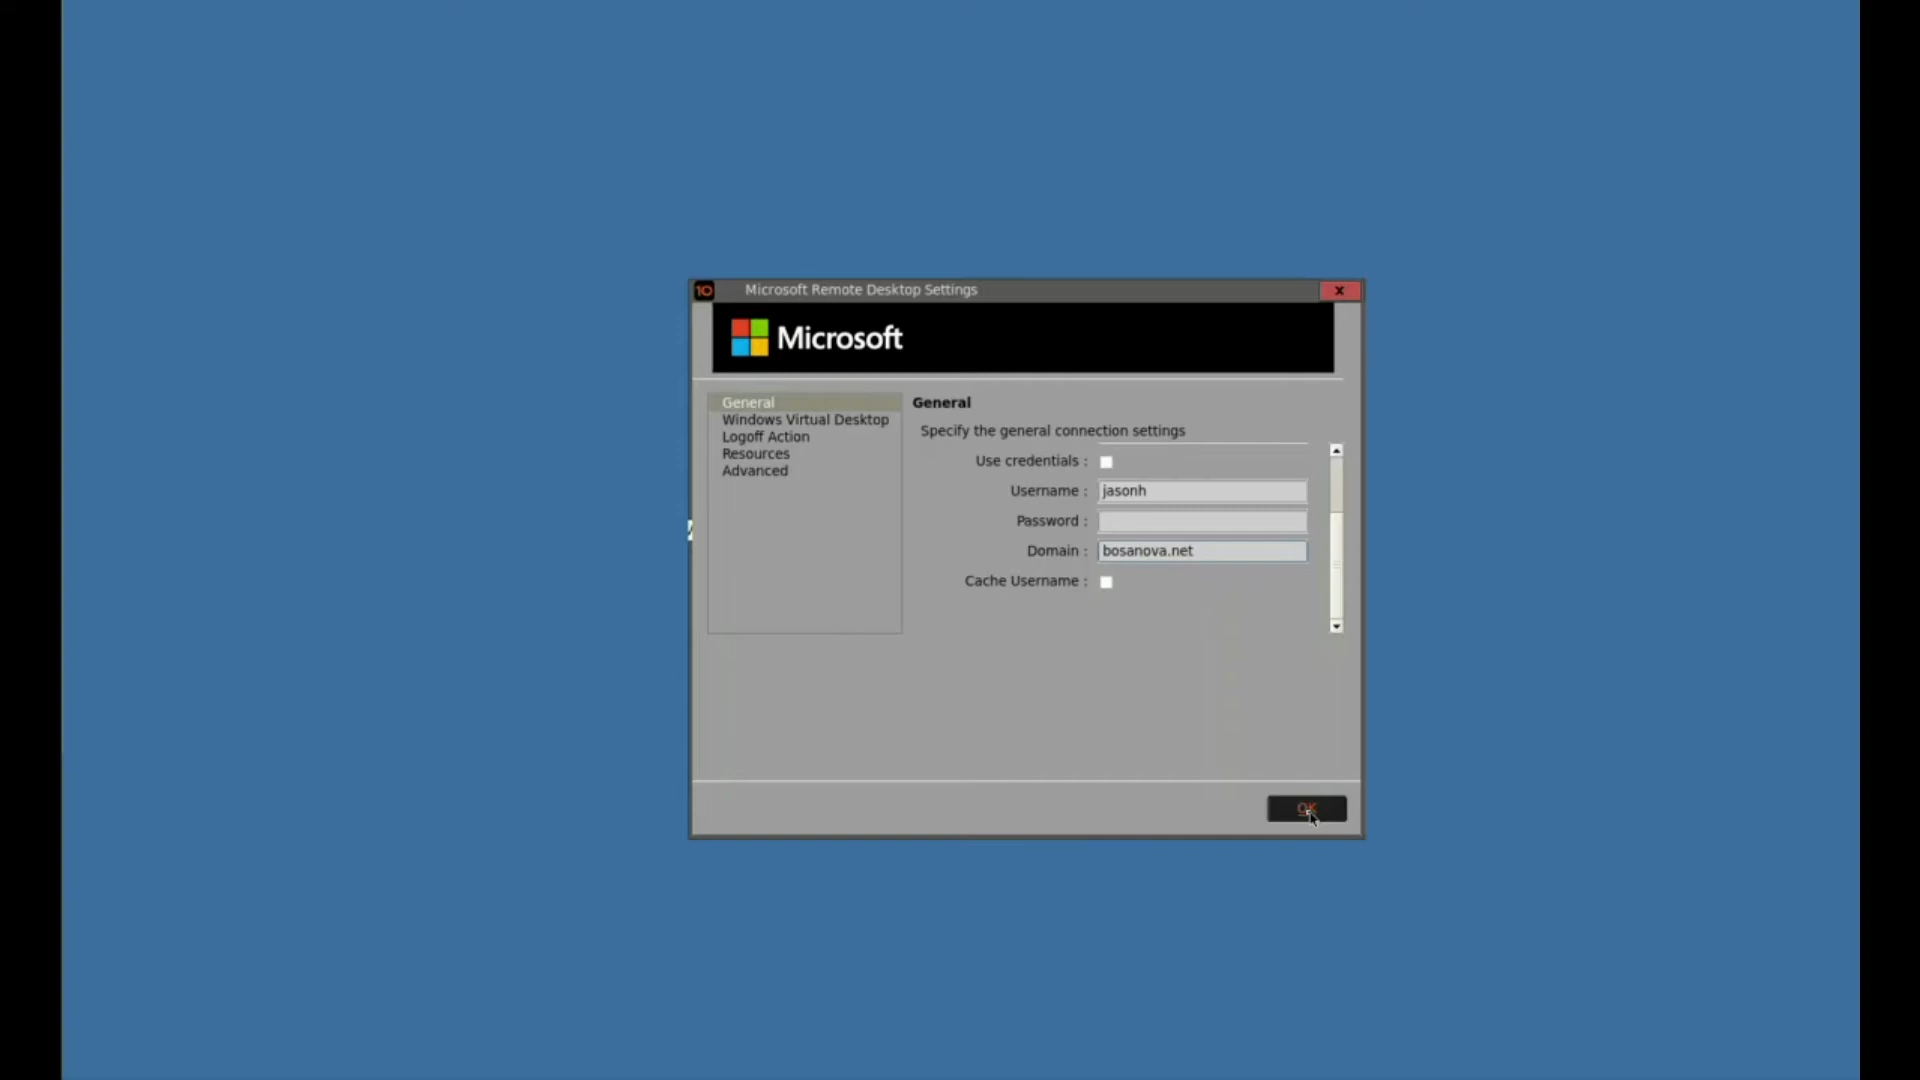 10
Microsoft Remote Desktop Settings
X
Microsoft
General
Windows Virtual Desktop
Logoff Action
Resources
Advanced
General
Specify the general connection settings
Use credentials :
Username : jasonh
Password :
Domain : bosanova.net
Cache Username :
OK